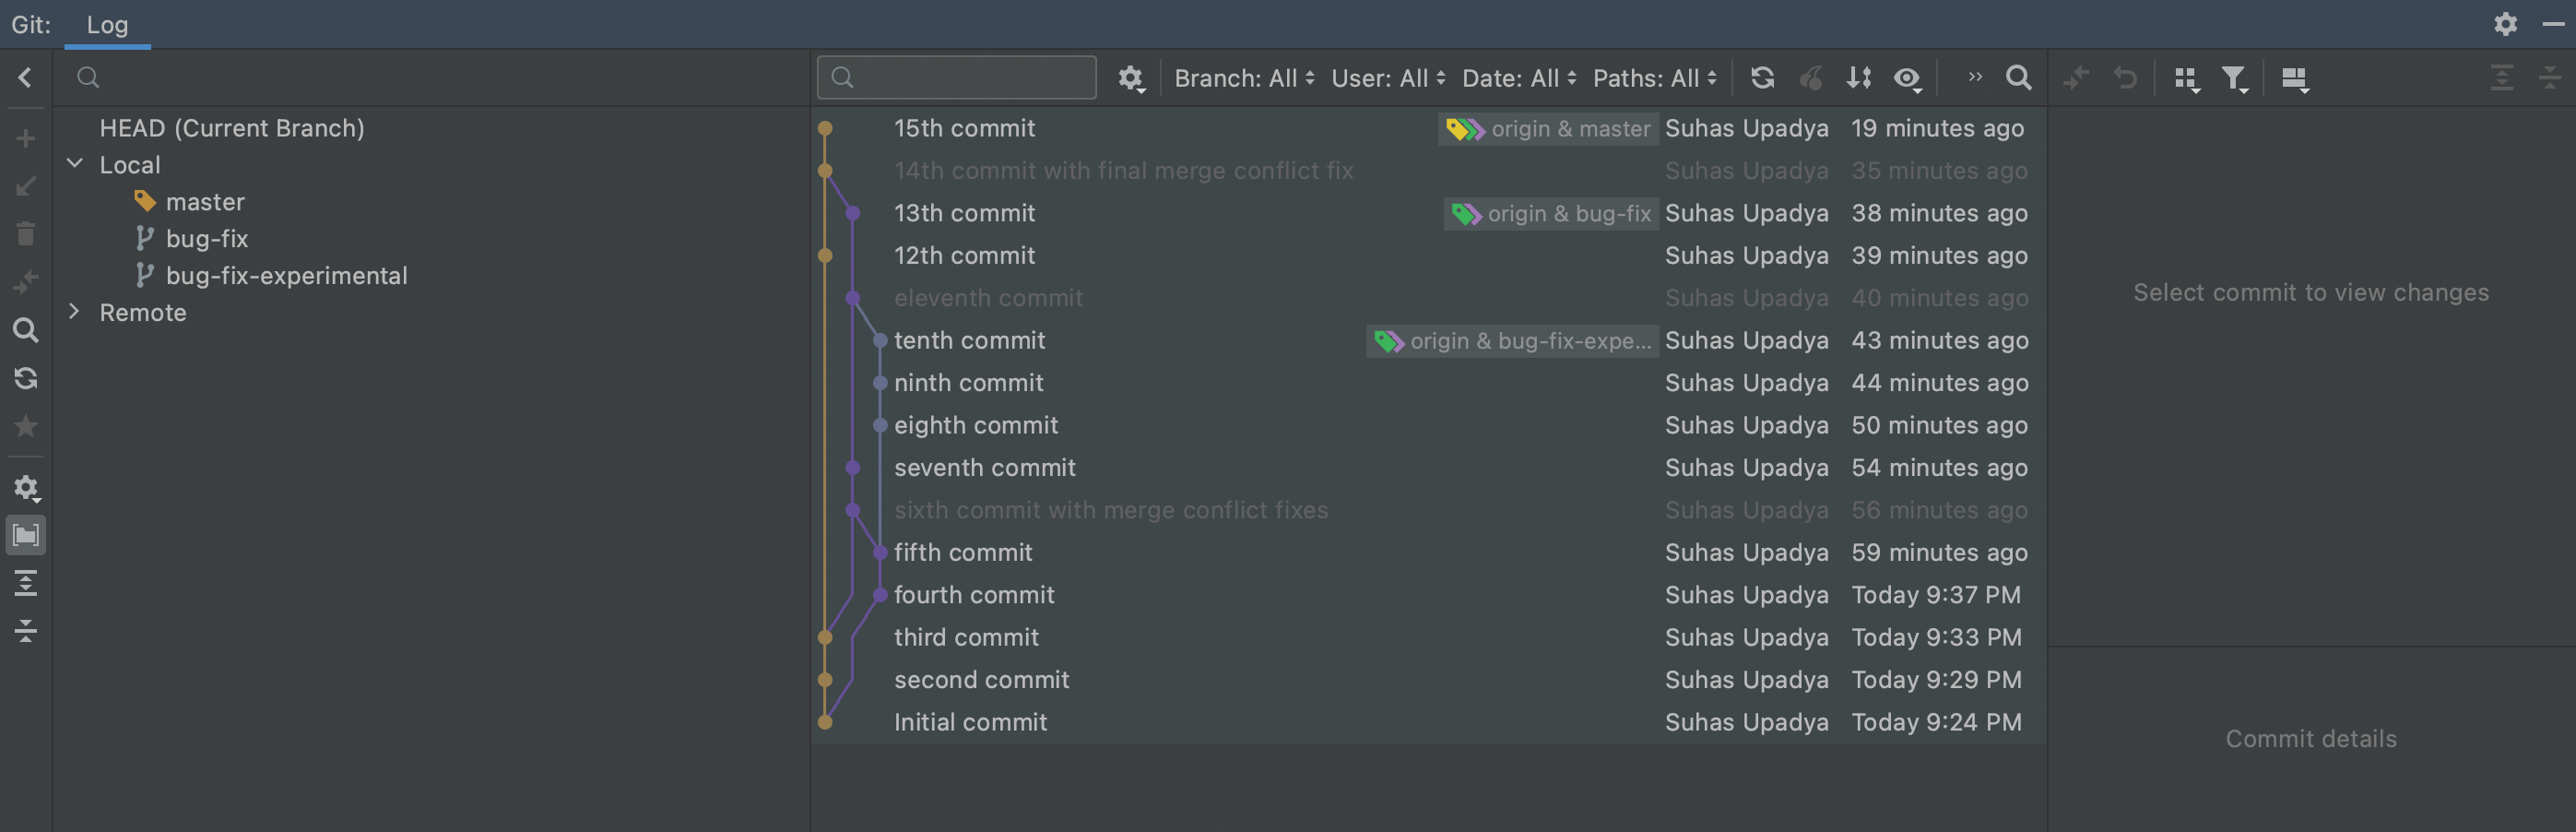 Git: Log
Branch: All User: All Date: All Paths: All
HEAD (Current Branch)
Local
master
bug-fix
bug-fix-experimental
Remote
15th commit origin & master Suhas Upadya 19 minutes ago
14th commit with final merge conflict fix Suhas Upadya 35 minutes ago
13th commit origin & bug-fix Suhas Upadya 38 minutes ago
12th commit Suhas Upadya 39 minutes ago
eleventh commit Suhas Upadya 40 minutes ago
tenth commit origin & bug-fix-expe... Suhas Upadya 43 minutes ago
ninth commit Suhas Upadya 44 minutes ago
eighth commit Suhas Upadya 50 minutes ago
seventh commit Suhas Upadya 54 minutes ago
sixth commit with merge conflict fixes Suhas Upadya 56 minutes ago
fifth commit Suhas Upadya 59 minutes ago
fourth commit Suhas Upadya Today 9:37 PM
third commit Suhas Upadya Today 9:33 PM
second commit Suhas Upadya Today 9:29 PM
Initial commit Suhas Upadya Today 9:24 PM
Select commit to view changes
Commit details